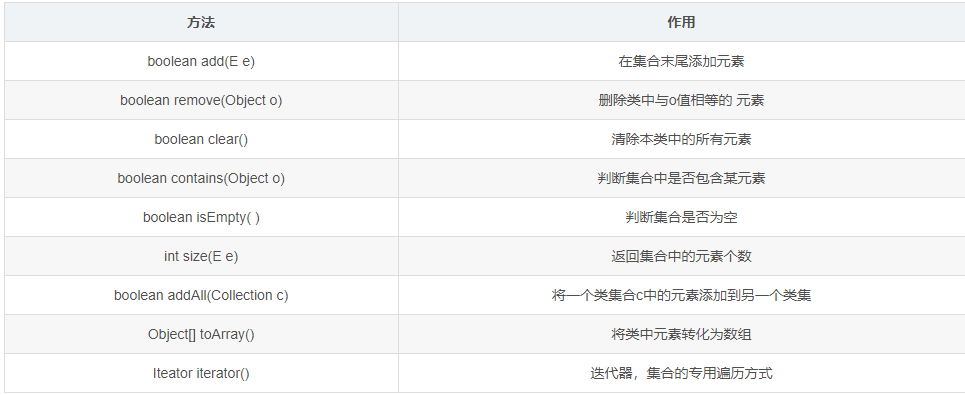 方法 作用
boolean add(E e) 在集合末尾添加元素
boolean remove(Object o) 删除类中与o值相等的 元素
boolean clear() 清除本类中的所有元素
boolean contains(Object o) 判断集合中是否包含某元素
boolean isEmpty( ) 判断集合是否为空
int size(E e) 返回集合中的元素个数
boolean addAll(Collection c) 将一个类集合c中的元素添加到另一个类集
Object[] toArray() 将类中元素转化为数组
Iteator iterator() 迭代器，集合的专用遍历方式